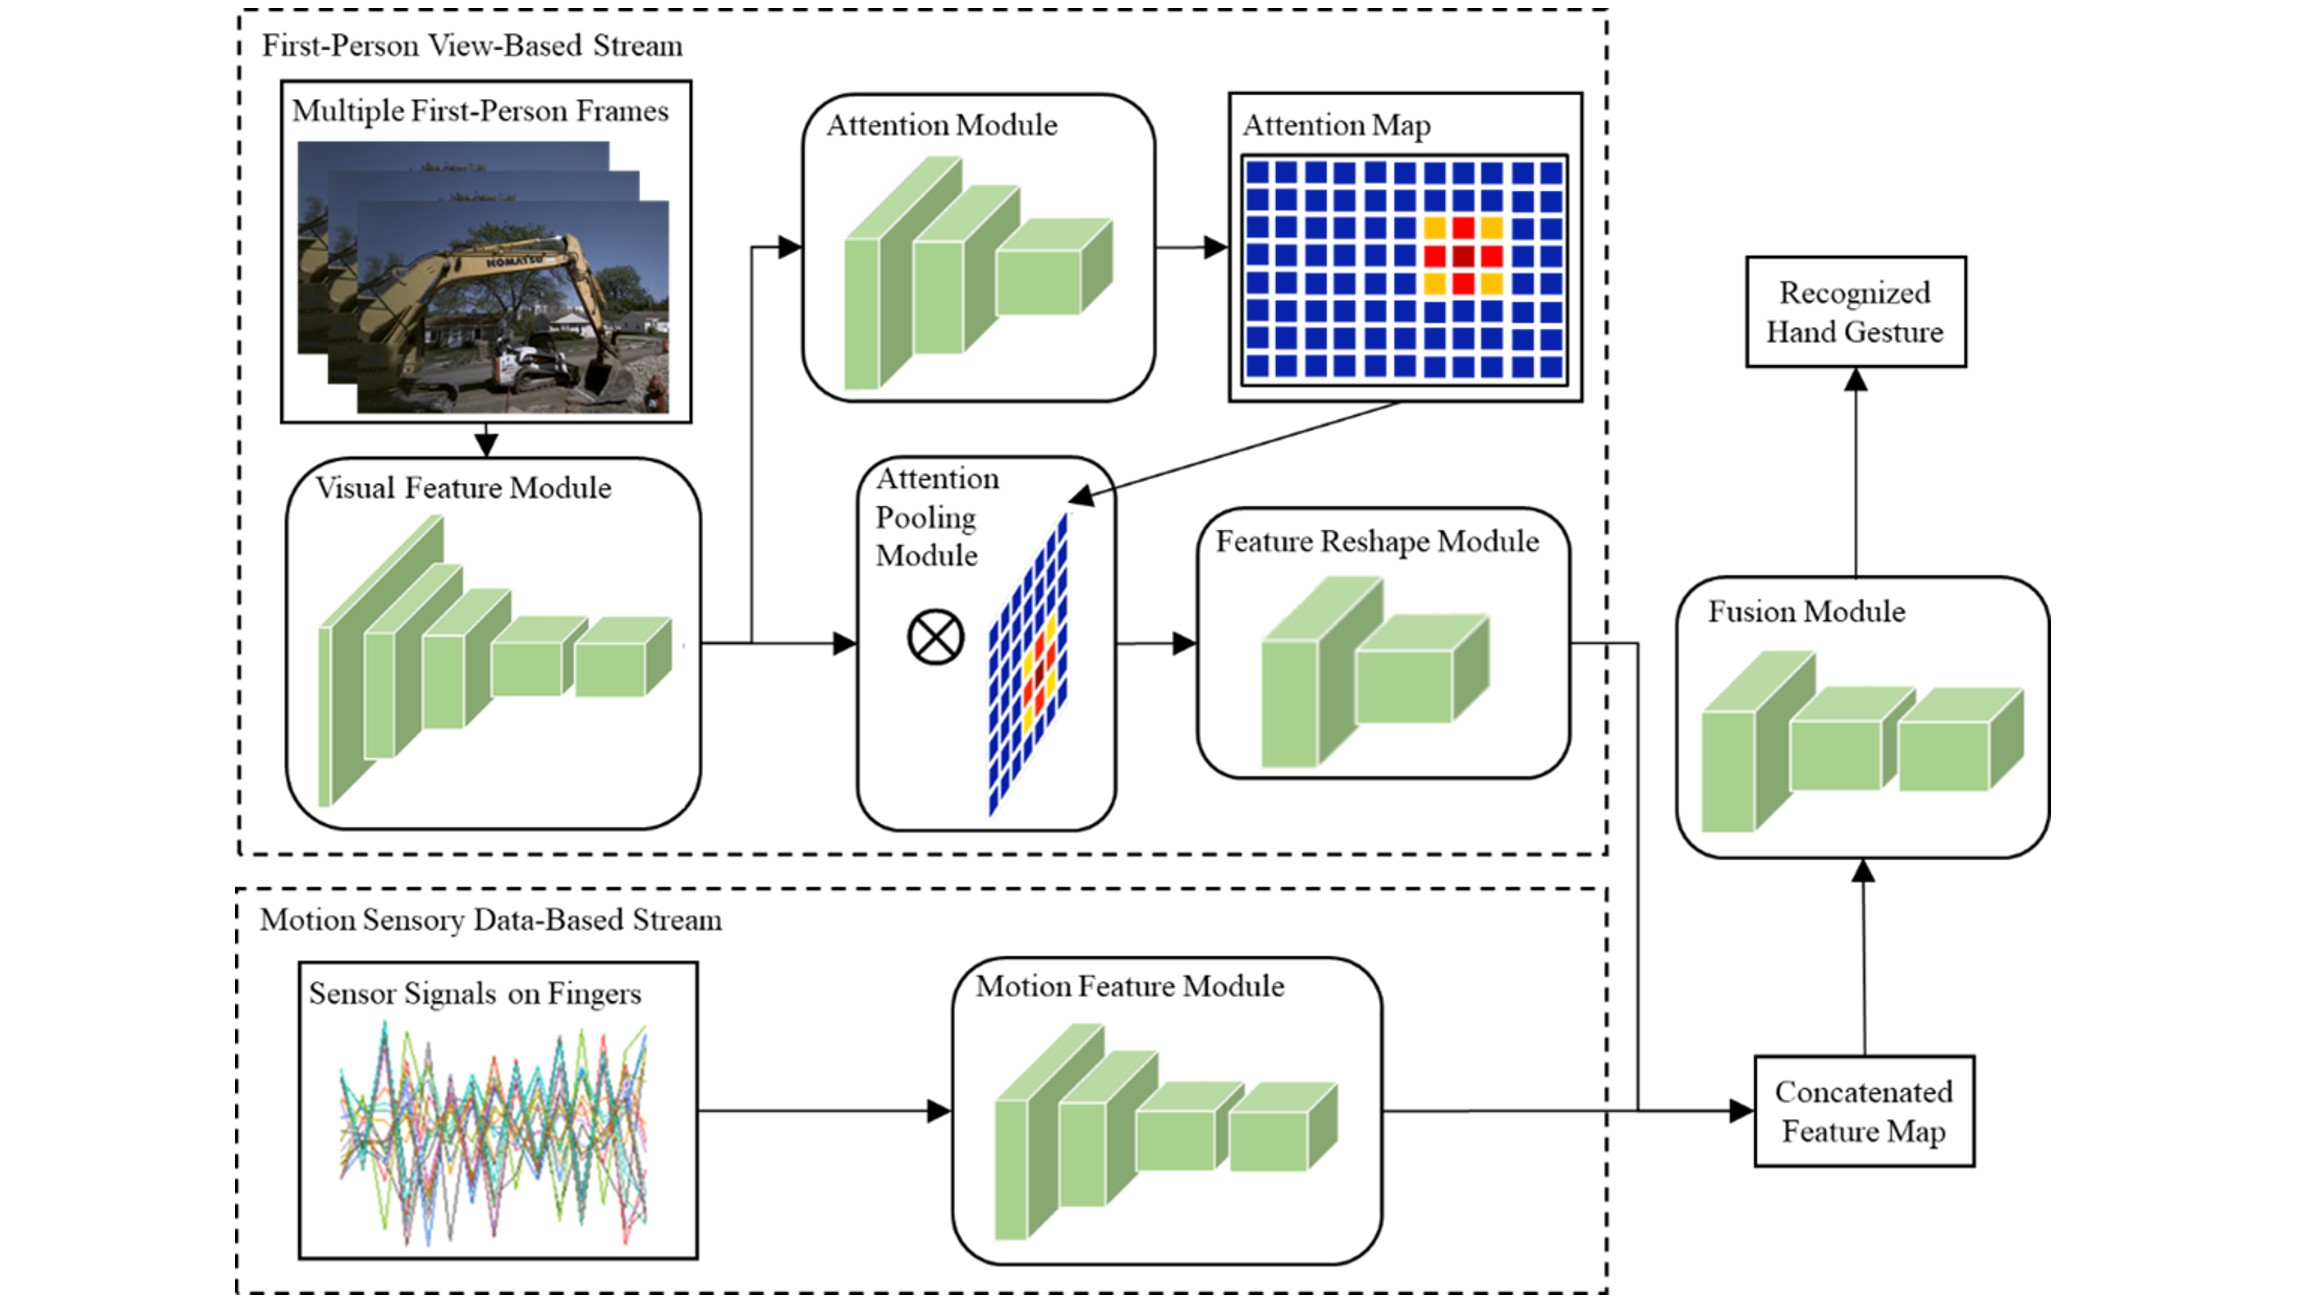 First-Person View-Based Stream
Multiple First-Person Frames
KOMATSU
Attention Module
Attention Map
Visual Feature Module
Attention
Pooling
Module
Feature Reshape Module
Recognized
Hand Gesture
Fusion Module
Motion Sensory Data-Based Stream
Sensor Signals on Fingers
Motion Feature Module
Concatenated
Feature Map